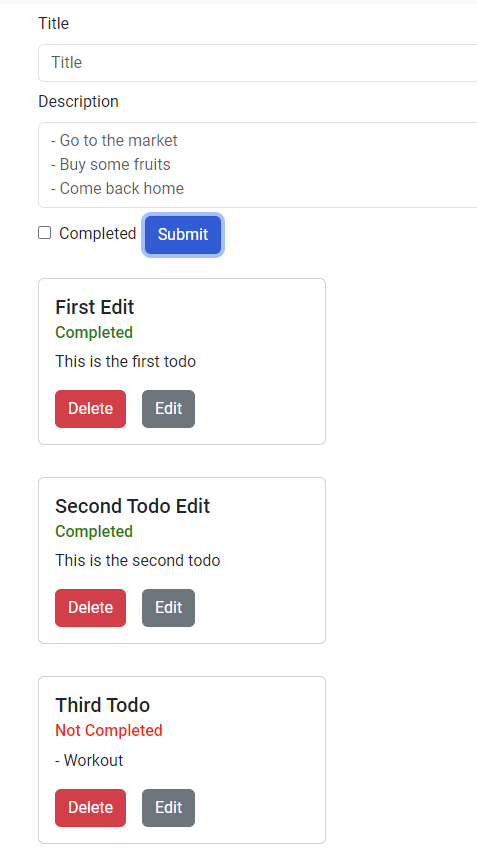 Title
Title
Description
- Go to the market
- Buy some fruits
- Come back home
Completed Submit
First Edit
Completed
This is the first todo
Delete Edit
Second Todo Edit
Completed
This is the second todo
Delete Edit
Third Todo
Not Completed
- Workout
Delete Edit